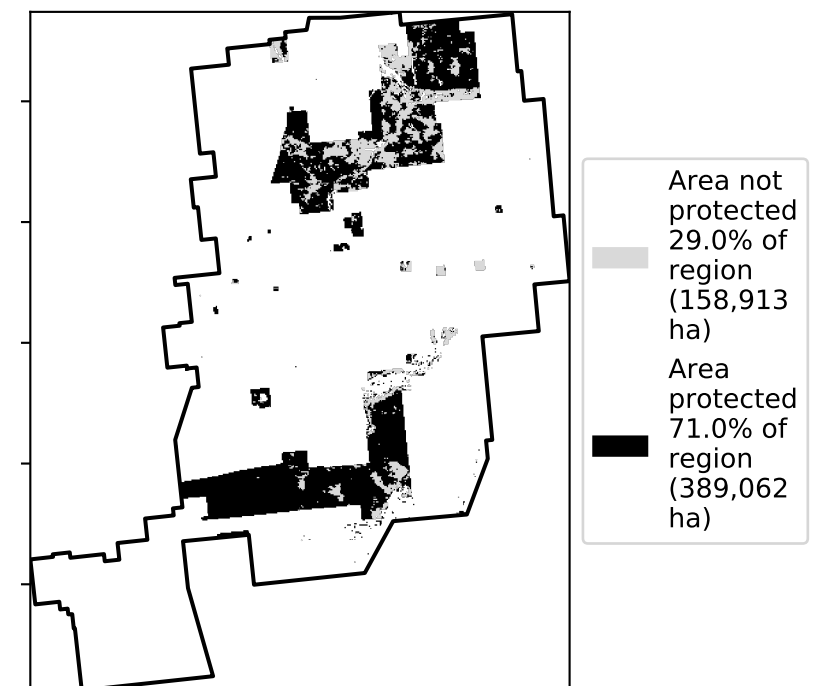 Area not
protected
29.0% of
region
(158,913
ha)
Area
protected
71.0% of
region
(389,062
ha)